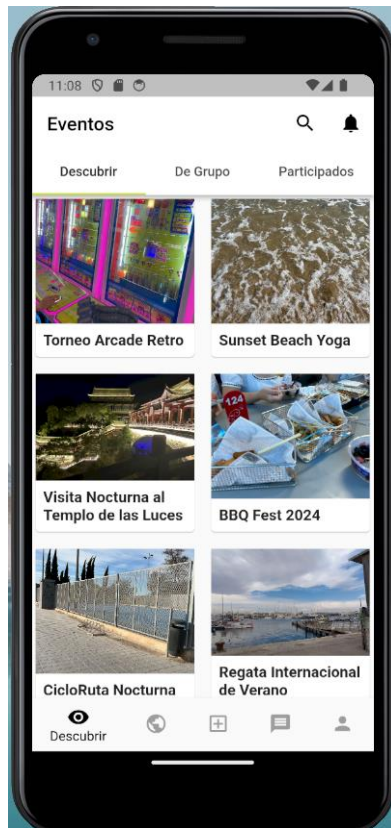 11:08
Eventos
Descubrir De Grupo Participados
Torneo Arcade Retro
Sunset Beach Yoga
124
Visita Nocturna al
Templo de las Luces
BBQ Fest 2024
CicloRuta Nocturna
Regata Internacional
de Verano
Descubrir